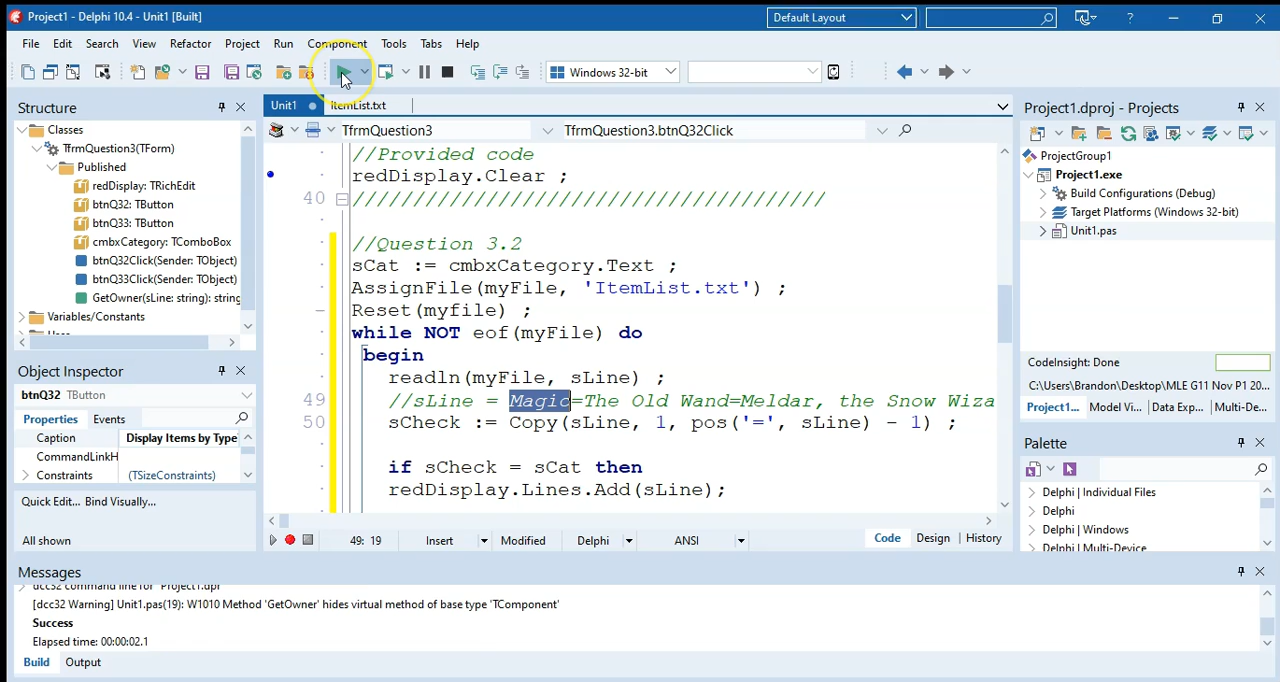 Project1 - Delphi 10.4 - Unit1 [Built]
Default Layout
?
File Edit Search View Refactor Project Run Component Tools Tabs Help
Windows 32-bit
Structure
Classes
TfrmQuestion3(TForm)
Published
redDisplay: TRichEdit
btnQ32: TButton
btnQ33: TButton
cmbxCategory: TComboBox
btnQ32Click(Sender: TObject)
btnQ33Click(Sender: TObject)
GetOwner(sLine: string): string
Variables/Constants
Object Inspector
btnQ32 TButton
Properties Events
Caption Display Items by Type
CommandLinkH
Constraints (TSizeConstraints)
Quick Edit... Bind Visually...
All shown
Unit1 ItemList.txt
TfrmQuestion3 TfrmQuestion3.btnQ32Click
//Provided code
redDisplay.Clear ;
40 ///////////////////////////////////////
//Question 3.2
sCat := cmbxCategory.Text ;
AssignFile(myFile, 'ItemList.txt') ;
Reset(myfile) ;
while NOT eof(myFile) do
begin
readln(myFile, sLine) ;
49 //sLine = Magic=The Old Wand=Meldar, the Snow Wiza
50 sCheck := Copy(sLine, 1, pos('=', sLine) - 1) ;
if sCheck = sCat then
redDisplay.Lines.Add(sLine);
49: 19 Insert Modified Delphi ANSI Code Design History
Project1.dproj - Projects
ProjectGroup1
Project1.exe
Build Configurations (Debug)
Target Platforms (Windows 32-bit)
Unit1.pas
CodeInsight: Done
C:\Users\Brandon\Desktop\MLE G11 Nov P1 20...
Project1... Model Vi... Data Exp... Multi-De...
Palette
Delphi | Individual Files
Delphi
Delphi | Windows
Delphi | Multi-Device
Messages
dcc32 command line for "Project1.dpr"
[dcc32 Warning] Unit1.pas(19): W1010 Method 'GetOwner' hides virtual method of base type 'TComponent'
Success
Elapsed time: 00:00:02.1
Build Output